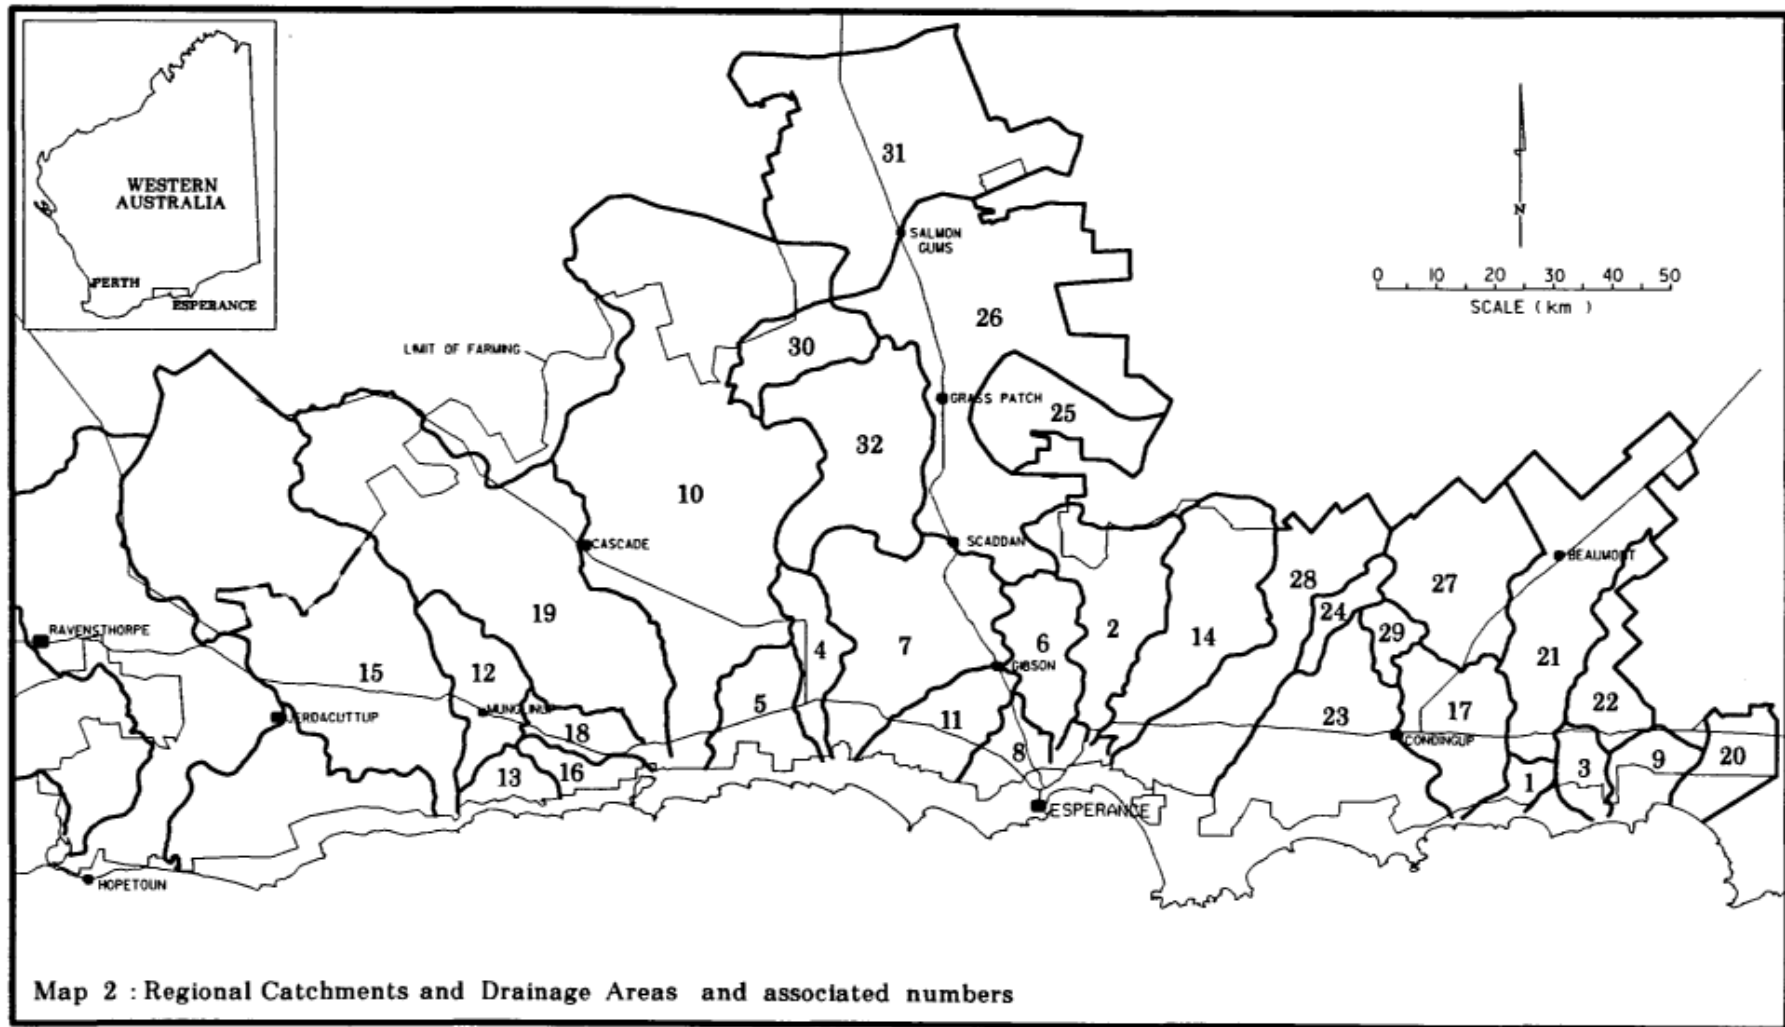 WESTERN
AUSTRALIA
PERTH
ESPERANCE
31
SALMON
GUMS
N
0 10 20 30 40 50
SCALE (km)
26
LIMIT OF FARMING
30
GRASS PATCH
25
32
10
CASCADE
SCADDAN
BEAUMONT
28
27
24
19
RAVENSTHORPE
29
4
7
6
2
14
21
15
12
GIBSON
5
22
JERDACUTTUP
MUNGLINUP
11
23
17
18
CONDINGUP
8
13
16
1
3
9
20
ESPERANCE
HOPETOUN
Map 2 : Regional Catchments and Drainage Areas and associated numbers